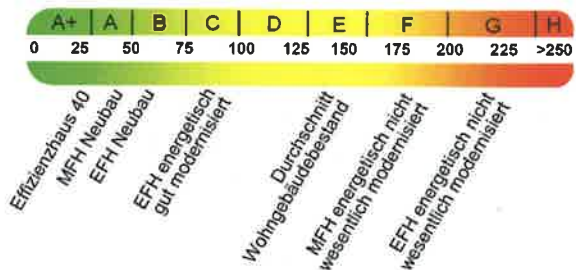 A+ A B C D E F G H
0 25 50 75 100 125 150 175 200 225 >250
Effizienzhaus 40
MFH Neubau
EFH Neubau
EFH energetisch
gut modernisiert
Durchschnitt
Wohngebäudebestand
MFH energetisch nicht
wesentlich modernisiert
EFH energetisch nicht
wesentlich modernisiert